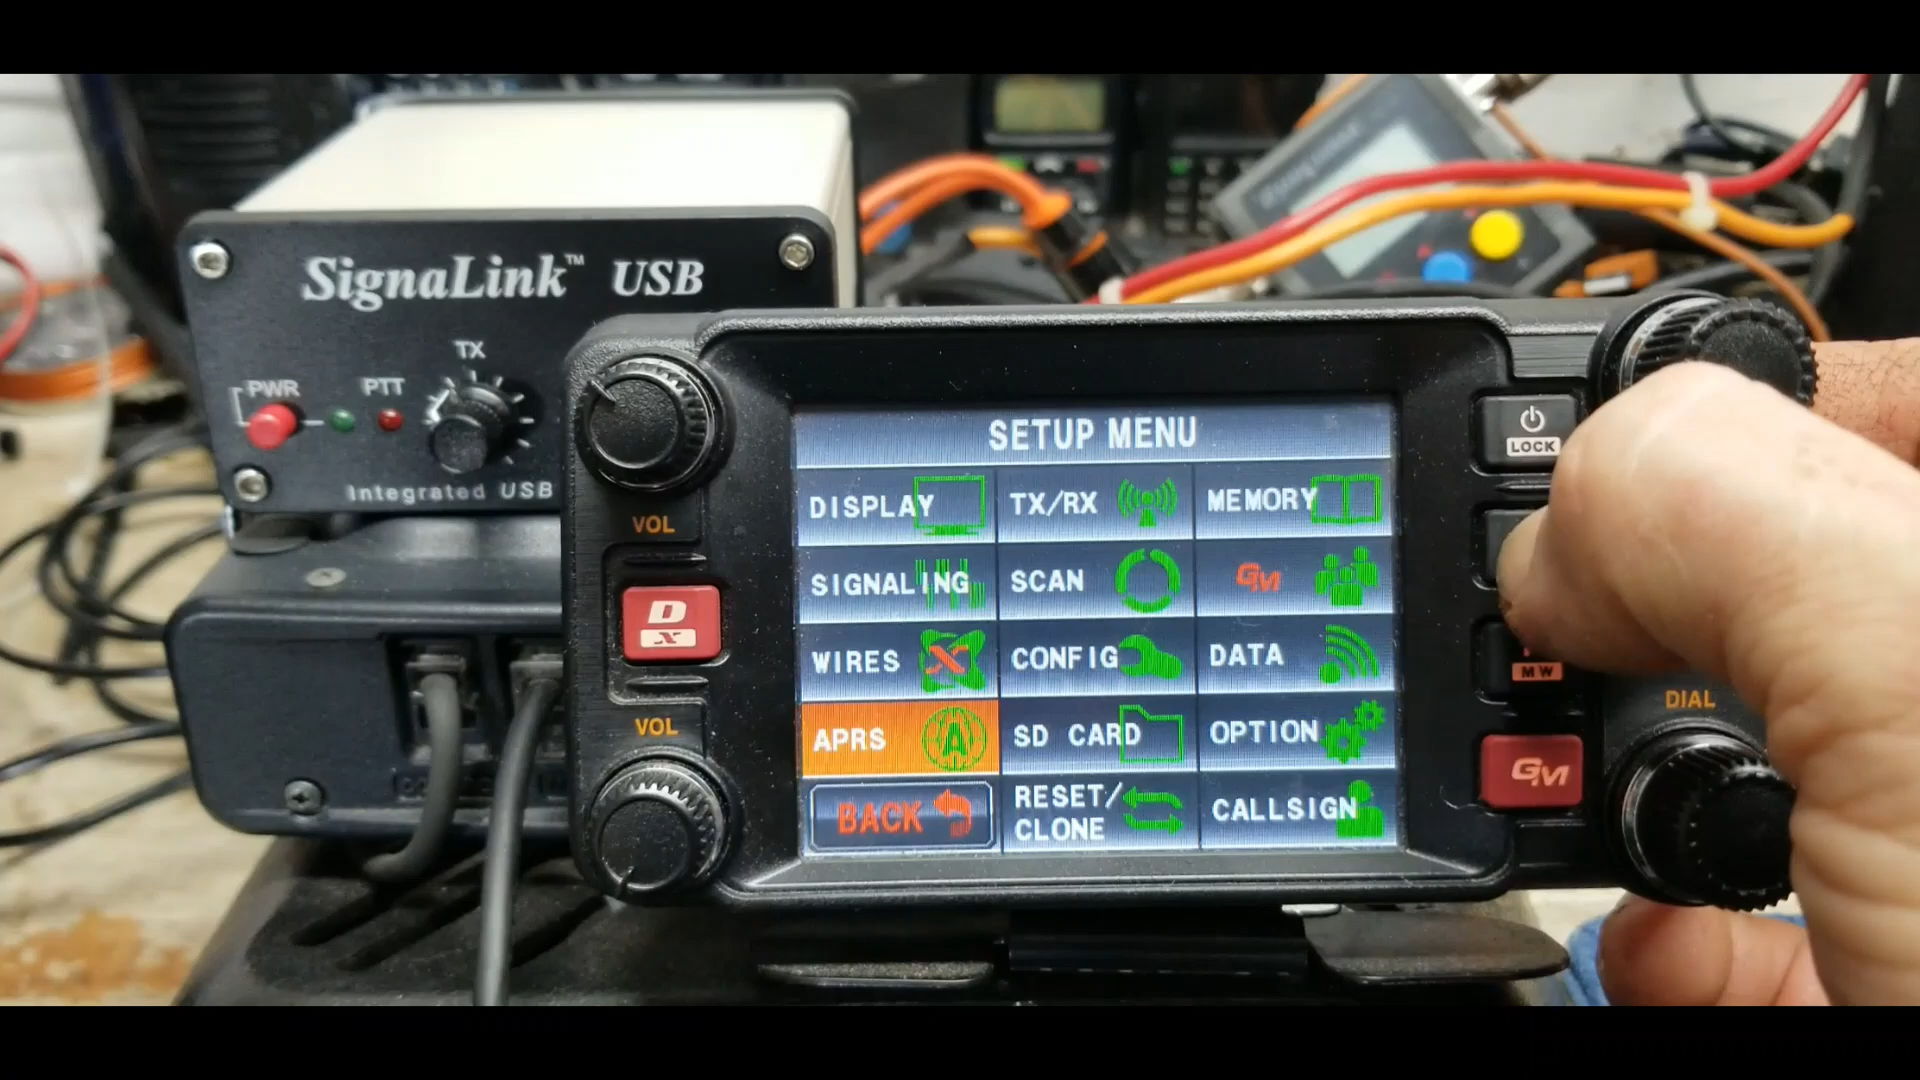 SignaLink™ USB
TX
PWR
PTT
Integrated USB
VOL
D
X
VOL
SETUP MENU
DISPLAY
TX/RX
MEMORY
SIGNALING
SCAN
GM
WIRES
X
CONFIG
DATA
APRS
A
SD CARD
OPTION
BACK
RESET/
CLONE
CALLSIGN
LOCK
MW
DIAL
GM